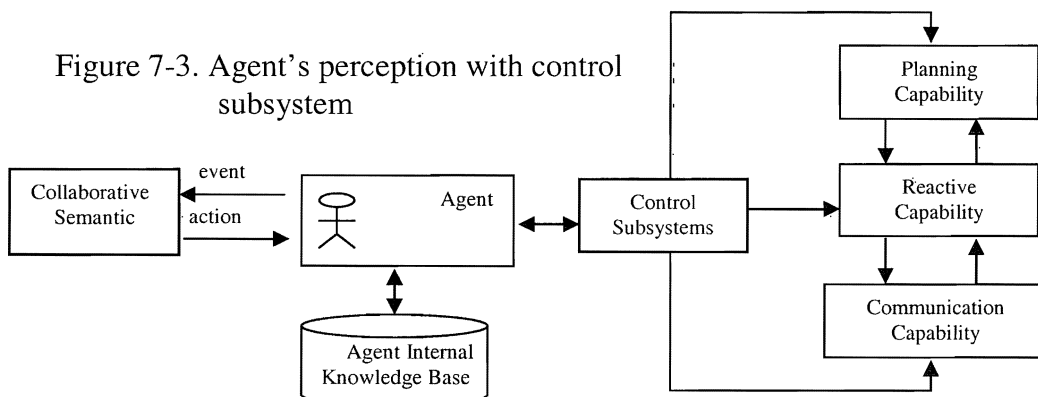 Figure 7-3. Agent's perception with control
subsystem
Planning
Capability
event
Collaborative
Semantic
action
Agent
Control
Subsystems
Reactive
Capability
Communication
Capability
Agent Internal
Knowledge Base